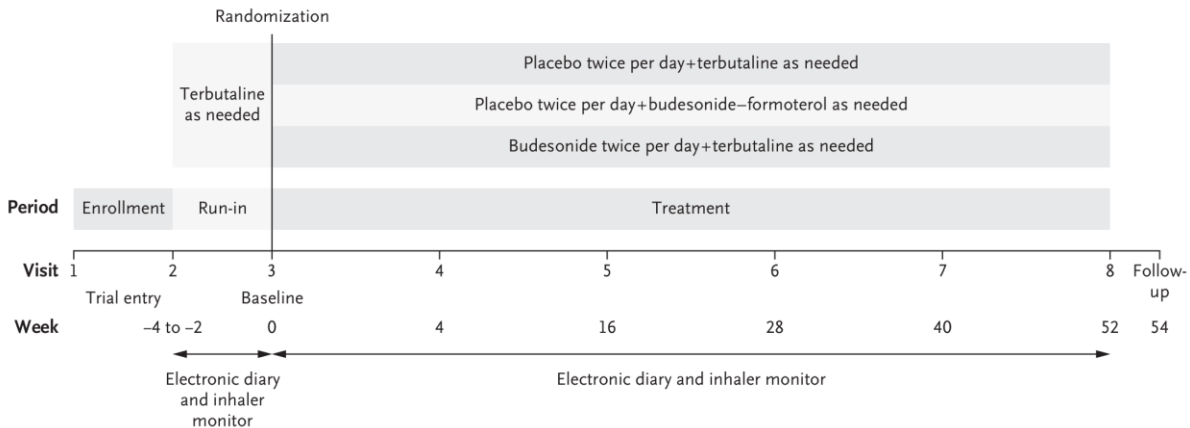 Randomization
Terbutaline
as needed
Placebo twice per day+terbutaline as needed
Placebo twice per day+budesonide–formoterol as needed
Budesonide twice per day+terbutaline as needed
Period Enrollment Run-in Treatment
Visit 1 2 3 4 5 6 7 8 Follow-
up
Trial entry Baseline
Week –4 to –2 0 4 16 28 40 52 54
Electronic diary
and inhaler
monitor
Electronic diary and inhaler monitor